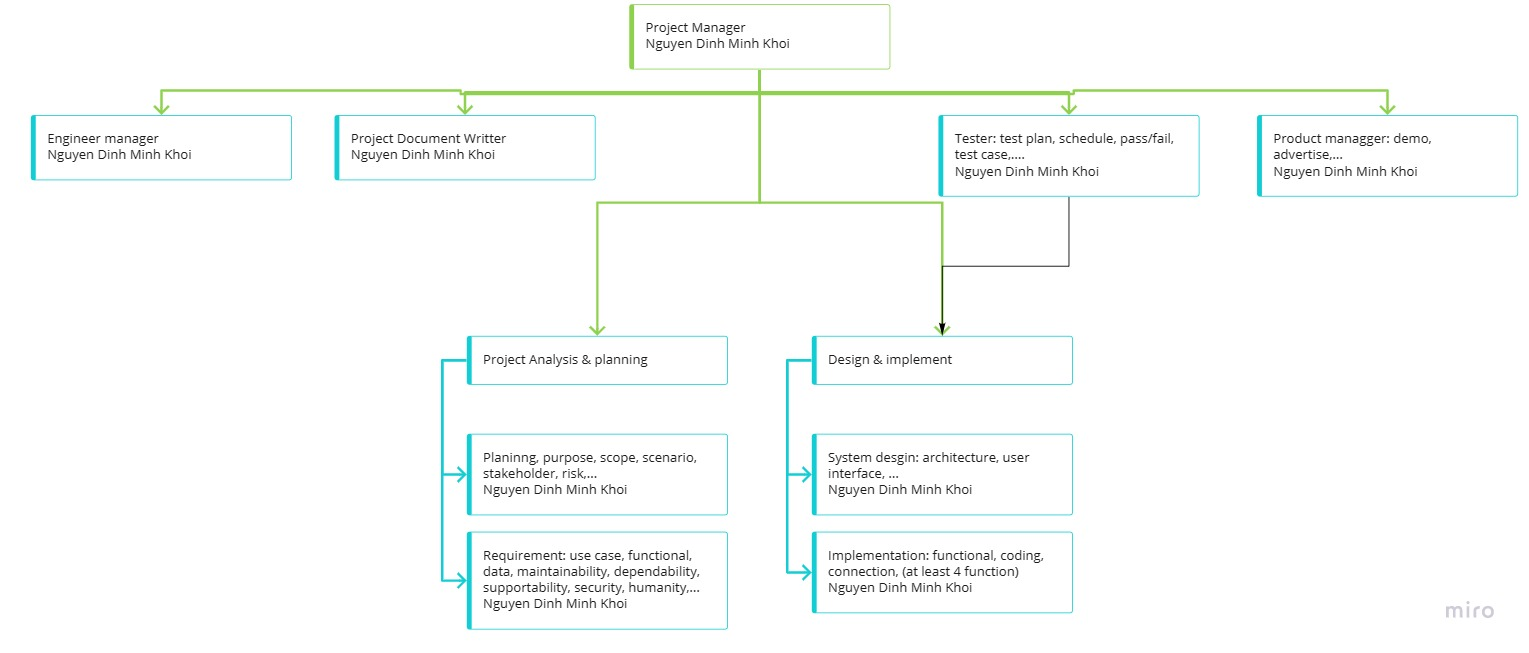 Project Manager
Nguyen Dinh Minh Khoi
Engineer manager
Nguyen Dinh Minh Khoi
Project Document Writter
Nguyen Dinh Minh Khoi
Tester: test plan, schedule, pass/fail,
test case,....
Nguyen Dinh Minh Khoi
Product managger: demo,
advertise,...
Nguyen Dinh Minh Khoi
Project Analysis & planning
Planinng, purpose, scope, scenario,
stakeholder, risk,...
Nguyen Dinh Minh Khoi
Requirement: use case, functional,
data, maintainability, dependability,
supportability, security, humanity,...
Nguyen Dinh Minh Khoi
Design & implement
System desgin: architecture, user
interface, ...
Nguyen Dinh Minh Khoi
Implementation: functional, coding,
connection, (at least 4 function)
Nguyen Dinh Minh Khoi
miro